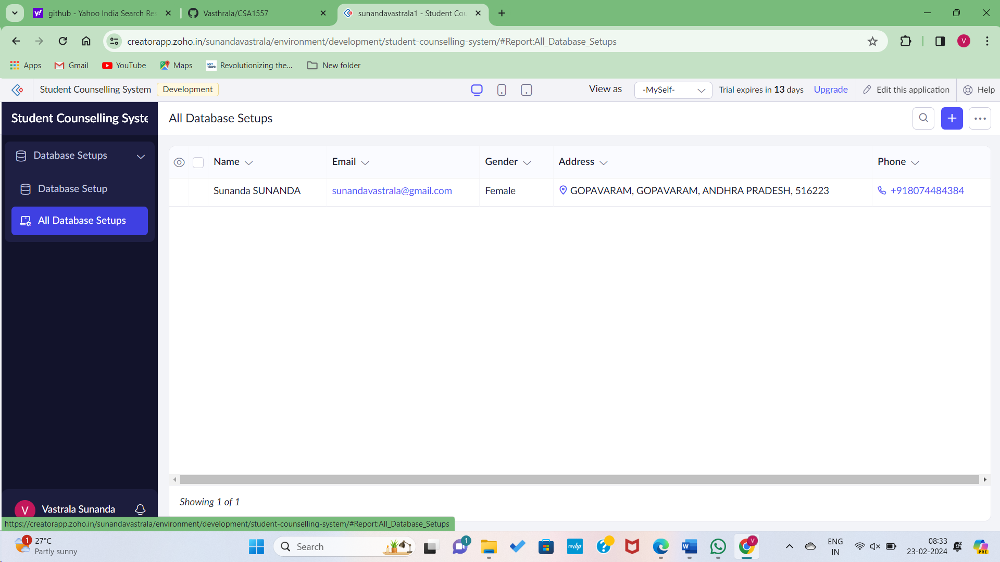 github - Yahoo India Search Res
Vasthrala/CSA1557
sunandavastrala1 - Student Cou
creatorapp.zoho.in/sunandavastrala/environment/development/student-counselling-system/#Report:All_Database_Setups
V
Apps
Gmail
YouTube
Maps
Revolutionizing the...
New folder
Student Counselling System
Development
View as
-MySelf-
Trial expires in 13 days
Upgrade
Edit this application
Help
Student Counselling Syste
All Database Setups
Database Setups
Database Setup
All Database Setups
Name
Email
Gender
Address
Phone
Sunanda SUNANDA
sunandavastrala@gmail.com
Female
GOPAVARAM, GOPAVARAM, ANDHRA PRADESH, 516223
+918074484384
Showing 1 of 1
V
Vastrala Sunanda
https://creatorapp.zoho.in/sunandavastrala/environment/development/student-counselling-system/#Report:All_Database_Setups
1
27°C
Partly sunny
Search
1
myhp
W
V
ENG
IN
08:33
23-02-2024
PRE